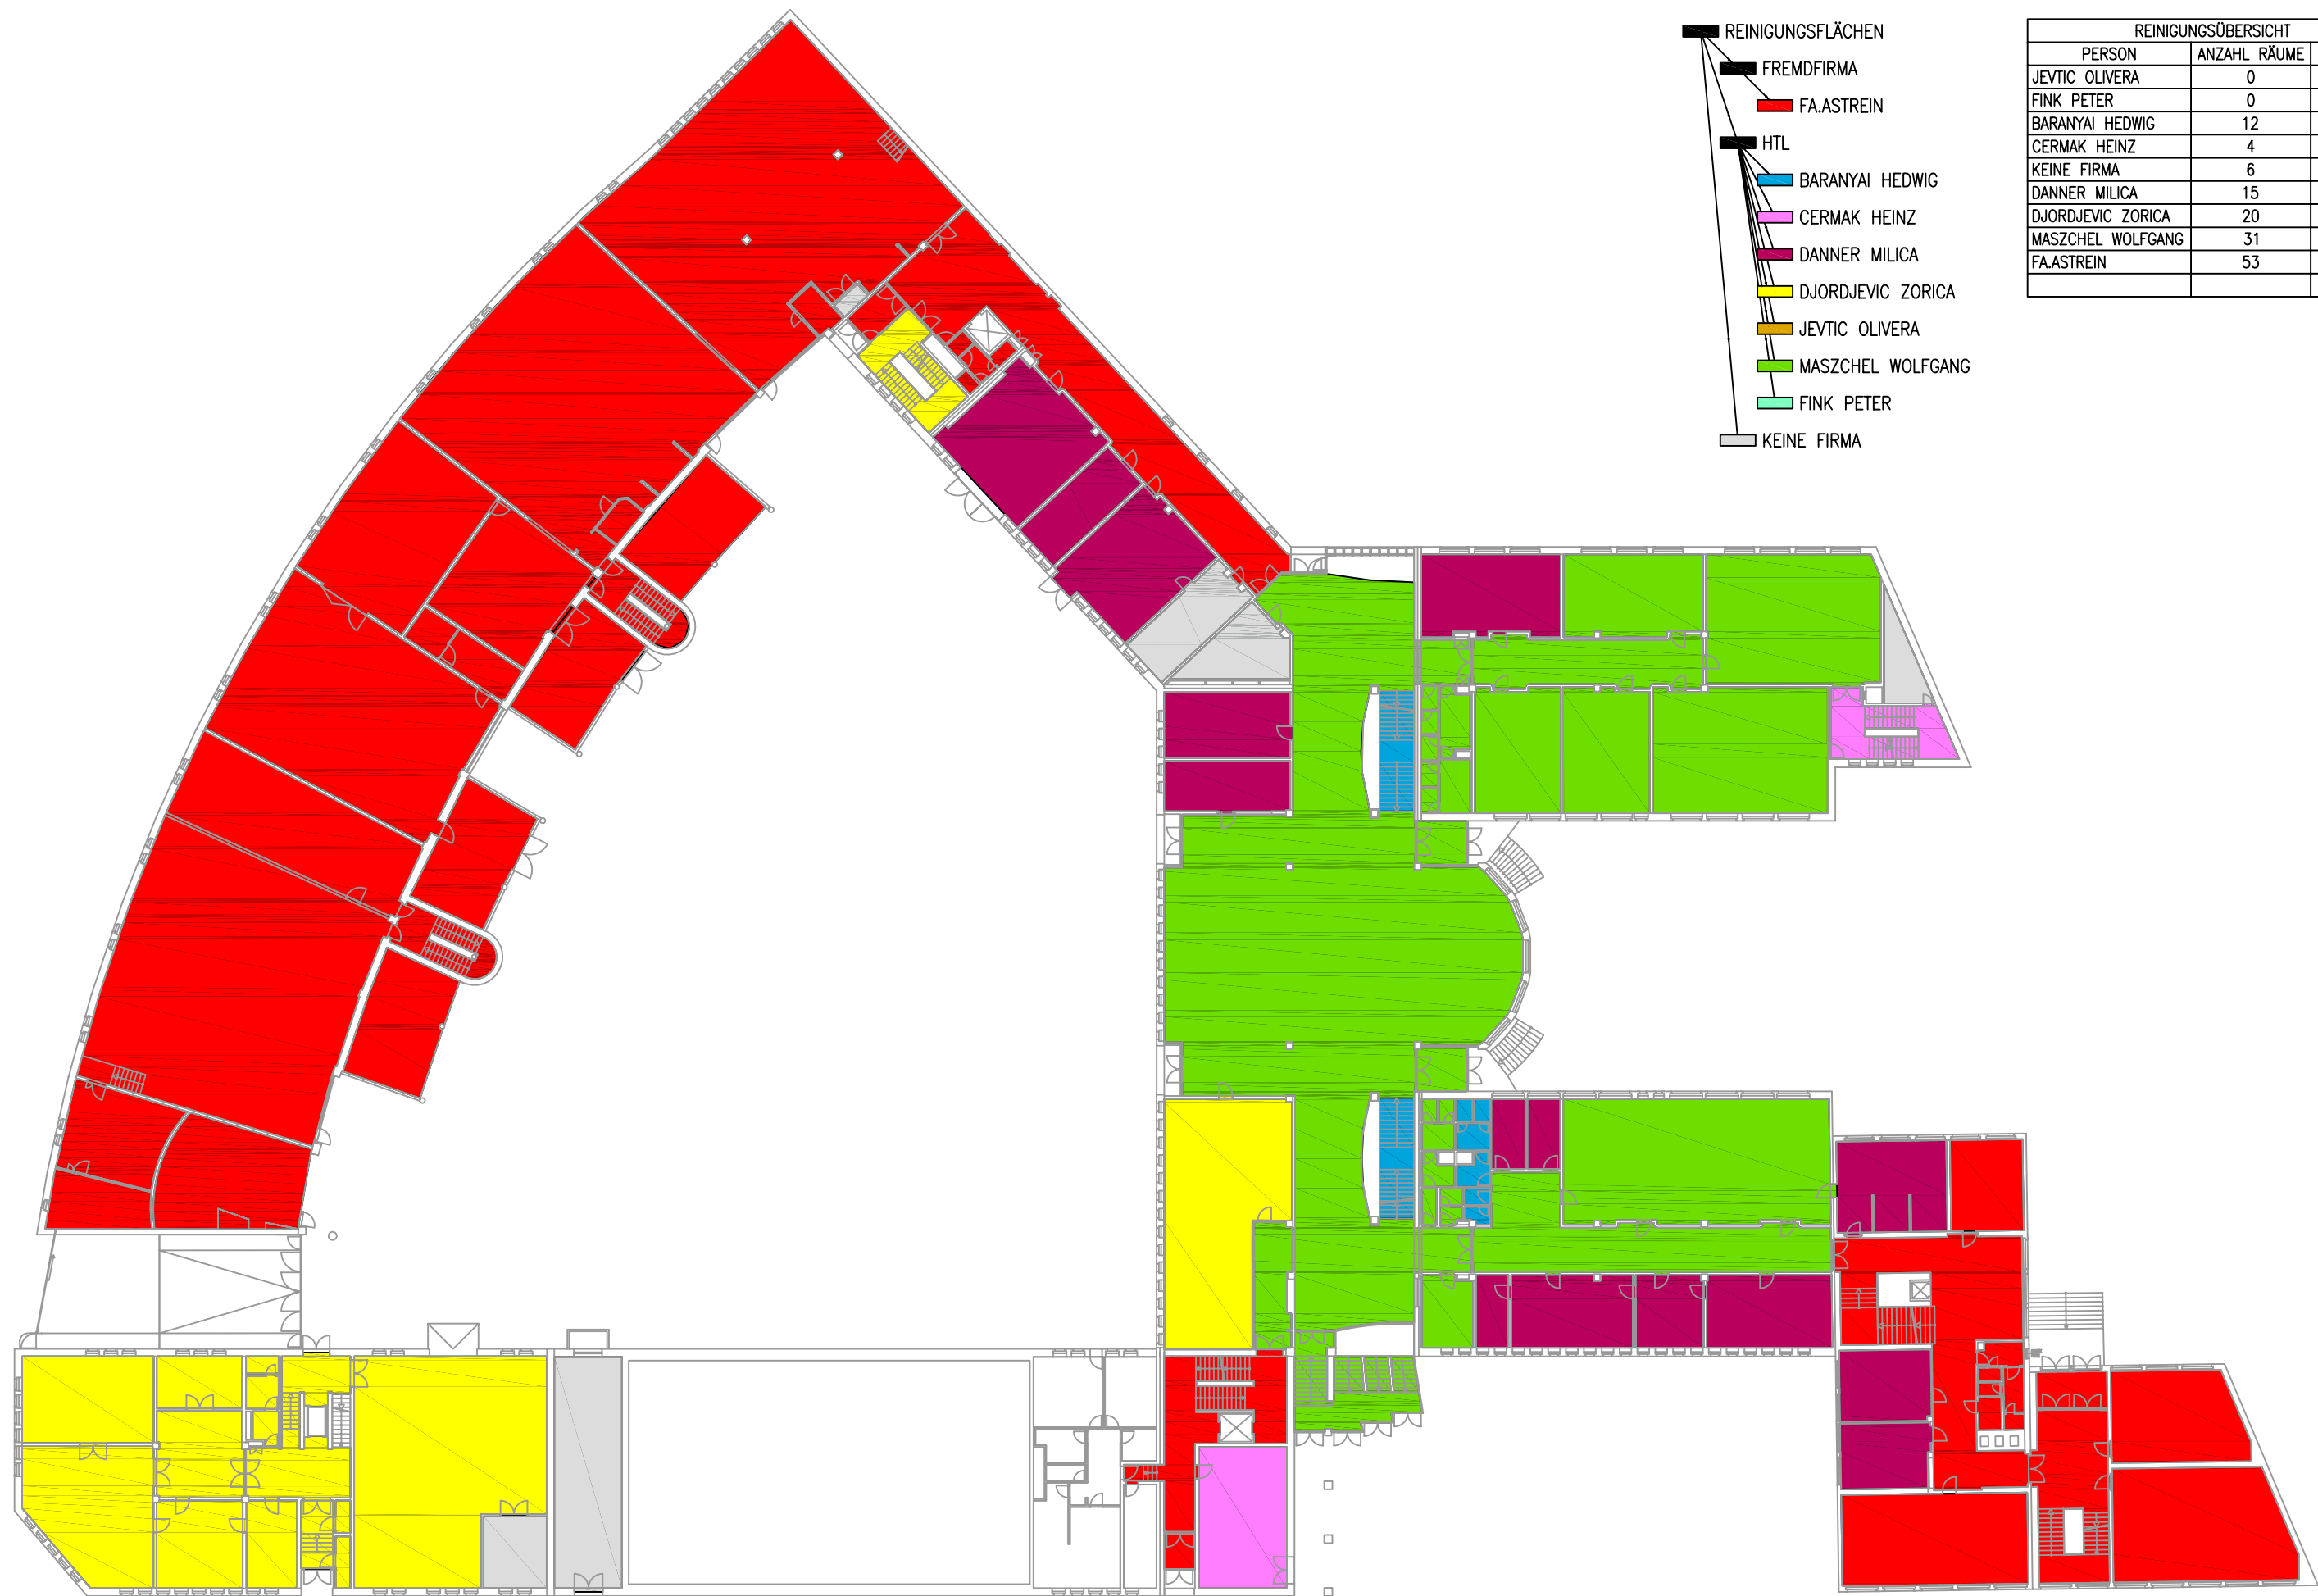 REINIGUNGSFLÄCHEN
FREMDFIRMA
FA.ASTREIN
HTL
BARANYAI HEDWIG
CERMAK HEINZ
DANNER MILICA
DJORDJEVIC ZORICA
JEVTIC OLIVERA
MASZCHEL WOLFGANG
FINK PETER
KEINE FIRMA
REINIGUNGSÜBERSICHT
PERSON ANZAHL RÄUME
JEVTIC OLIVERA 0
FINK PETER 0
BARANYAI HEDWIG 12
CERMAK HEINZ 4
KEINE FIRMA 6
DANNER MILICA 15
DJORDJEVIC ZORICA 20
MASZCHEL WOLFGANG 31
FA.ASTREIN 53